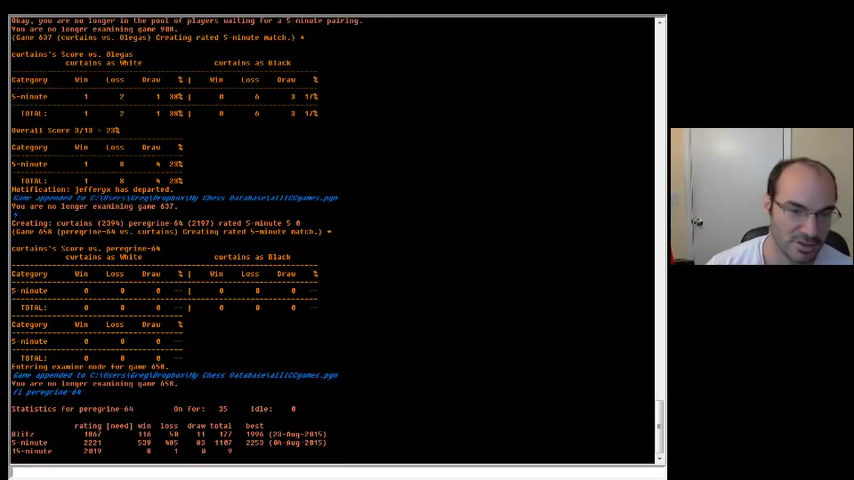 Okay, you are no longer in the pool of players waiting for a 5-minute pairing.
You are no longer examining game 908.
(Game 637 (curtains vs. Olegas) Creating rated 5-minute match.) *
curtains's Score vs. Olegas
curtains as White curtains as Black
Category Win Loss Draw % | Win Loss Draw %
5-minute 1 2 1 38% | 0 6 3 17%
TOTAL: 1 2 1 38% | 0 6 3 17%
Overall Score 3/13 = 23%
Category Win Loss Draw %
5-minute 1 8 4 23%
TOTAL: 1 8 4 23%
Notification: jefferyx has departed.
Game appended to C:\Users\Greg\Dropbox\My Chess Database\allICCgames.pgn
You are no longer examining game 637.
s
Creating: curtains (2394) peregrine-64 (2197) rated 5-minute 5 0
(Game 658 (peregrine-64 vs. curtains) Creating rated 5-minute match.) *
curtains's Score vs. peregrine-64
curtains as White curtains as Black
Category Win Loss Draw % | Win Loss Draw %
5-minute 0 0 0 -- | 0 0 0 --
TOTAL: 0 0 0 -- | 0 0 0 --
Category Win Loss Draw %
5-minute 0 0 0 --
TOTAL: 0 0 0 --
Entering examine mode for game 658.
Game appended to C:\Users\Greg\Dropbox\My Chess Database\allICCgames.pgn
You are no longer examining game 658.
fi peregrine-64
Statistics for peregrine-64 On for: 35 Idle: 0
rating [need] win loss draw total best
Blitz 1867 116 50 11 177 1996 (23-Aug-2015)
5-minute 2221 539 485 83 1107 2253 (04-Aug-2015)
15-minute 2019 8 1 0 9